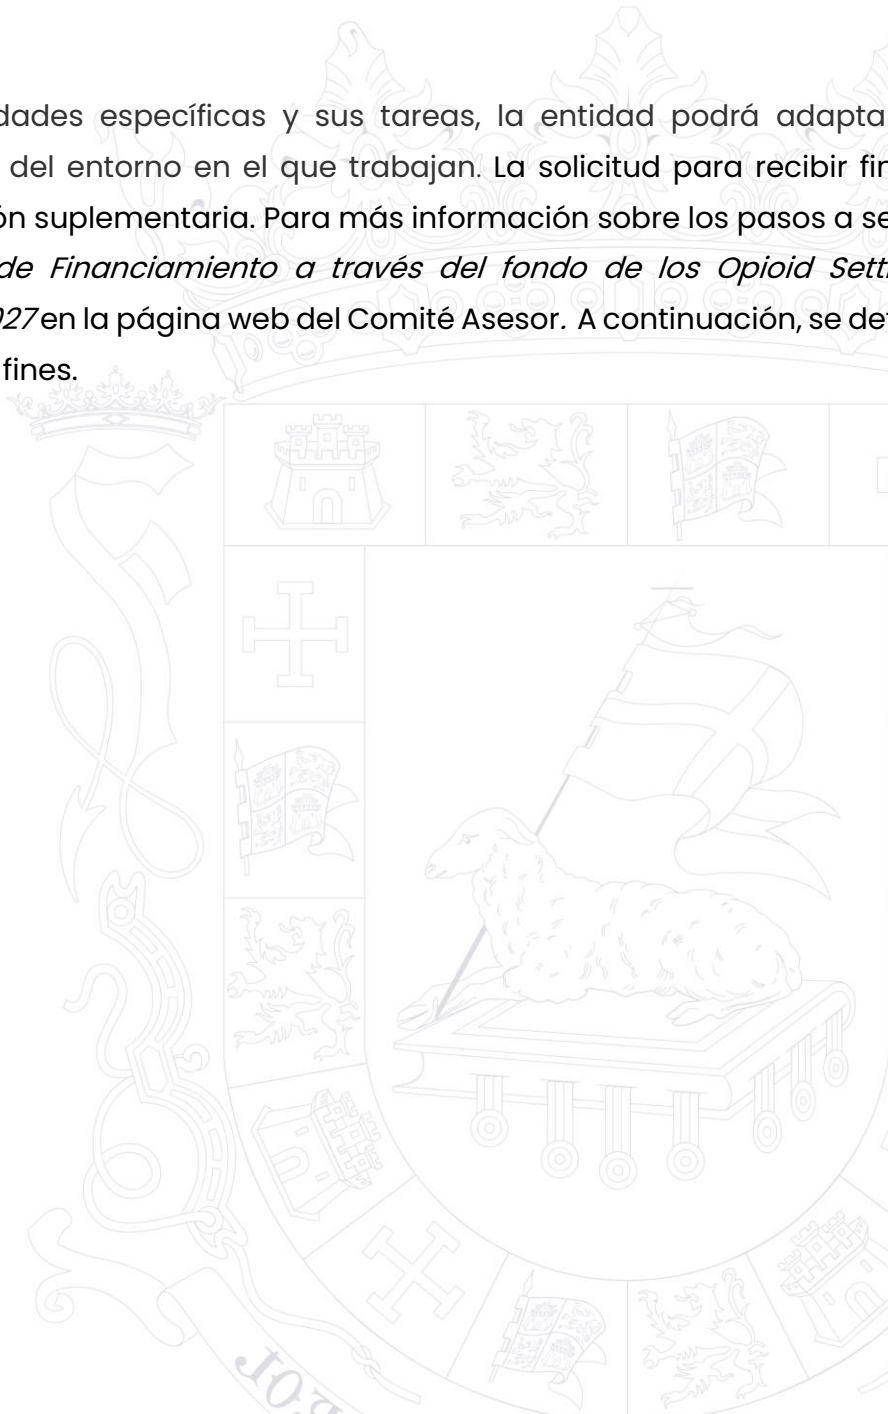 dades específicas y sus tareas, la entidad podrá adapta
del entorno en el que trabajan. La solicitud para recibir fin
ón suplementaria. Para más información sobre los pasos a se
de Financiamiento a través del fondo de los Opioid Sett
027 en la página web del Comité Asesor. A continuación, se de
fines.
JO